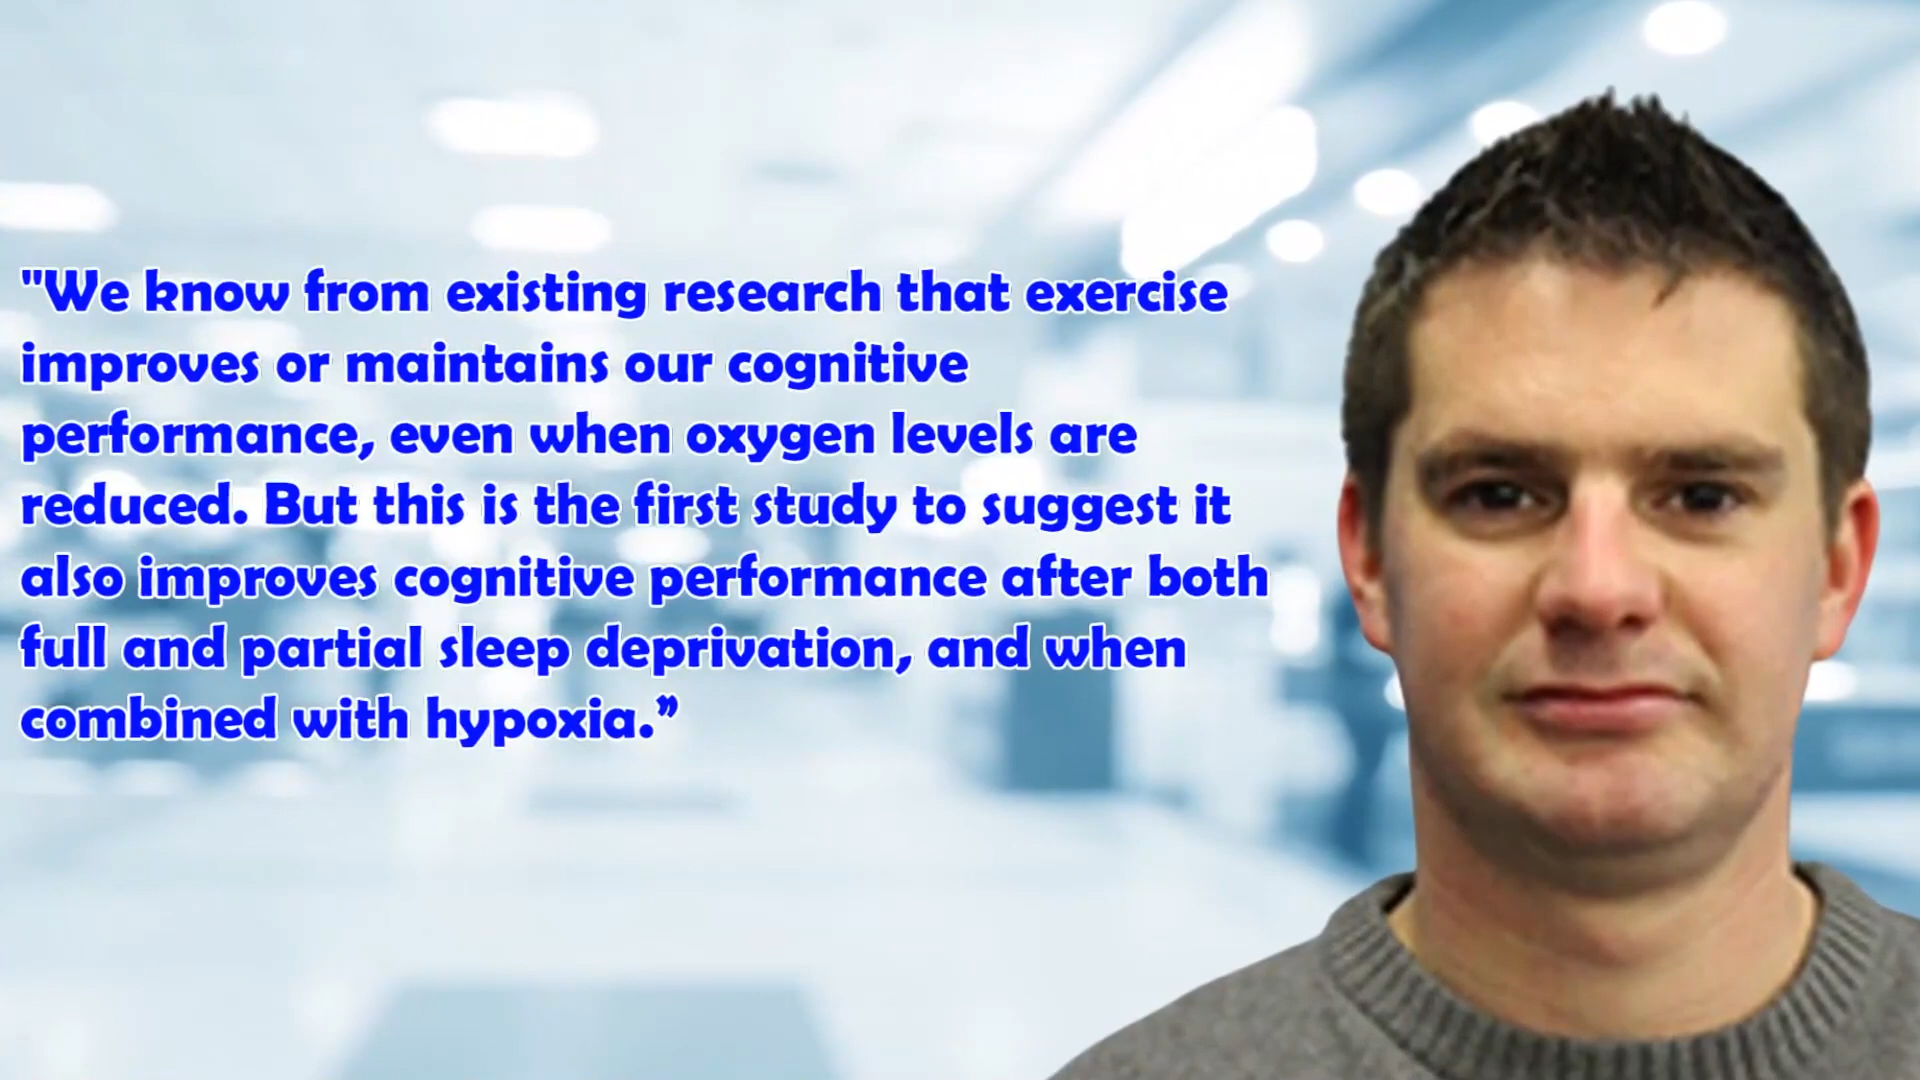 "We know from existing research that exercise
improves or maintains our cognitive
performance, even when oxygen levels are
reduced. But this is the first study to suggest it
also improves cognitive performance after both
full and partial sleep deprivation, and when
combined with hypoxia.”